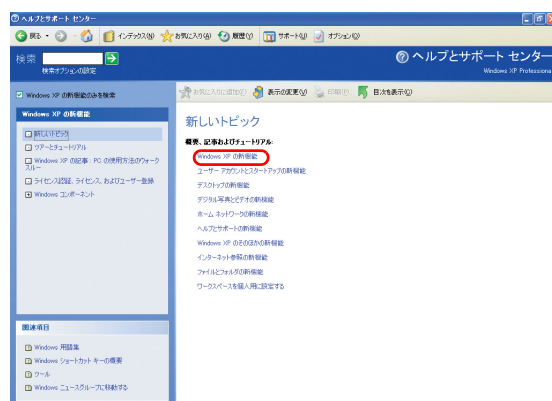 ヘルプとサポート センター
戻る
インデックス(N)
お気に入り(A)
履歴(Y)
サポート(U)
オプション(O)
検索
検索オプションの設定
ヘルプとサポート センター
Windows XP Professional
Windows XP の新機能のみを検索
お気に入りに追加(F)
表示の変更(V)
印刷(P)
目次を表示(Q)
Windows XP の新機能
新しいトピック
ツアーとチュートリアル
Windows XP の記事 : PC の使用方法のウォーク
スルー
ライセンス認証、ライセンス、およびユーザー登録
Windows コンポーネント
新しいトピック
概要、記事およびチュートリアル:
Windows XP の新機能
ユーザー アカウントとスタートアップの新機能
デスクトップの新機能
デジタル写真とビデオの新機能
ホーム ネットワークの新機能
ヘルプとサポートの新機能
Windows XP のそのほかの新機能
インターネット参照の新機能
ファイルとフォルダの新機能
ワークスペースを個人用に設定する
関連項目
Windows 用語集
Windows ショートカット キーの概要
ツール
Windows ニュースグループに移動する